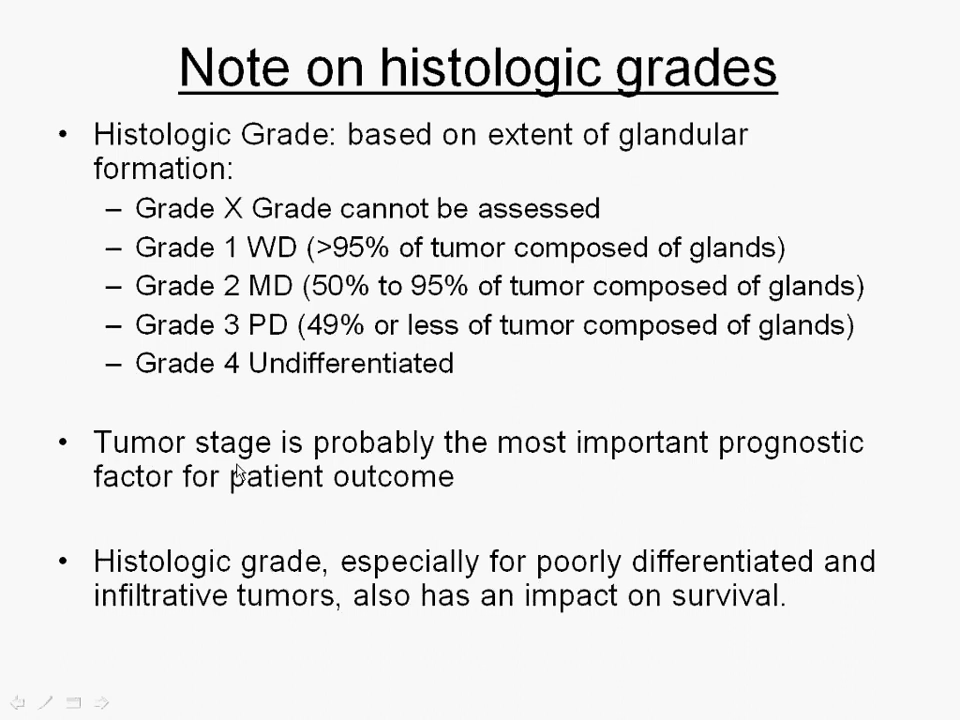 Note on histologic grades
• Histologic Grade: based on extent of glandular
formation:
– Grade X Grade cannot be assessed
– Grade 1 WD (>95% of tumor composed of glands)
– Grade 2 MD (50% to 95% of tumor composed of glands)
– Grade 3 PD (49% or less of tumor composed of glands)
– Grade 4 Undifferentiated
• Tumor stage is probably the most important prognostic
factor for patient outcome
• Histologic grade, especially for poorly differentiated and
infiltrative tumors, also has an impact on survival.